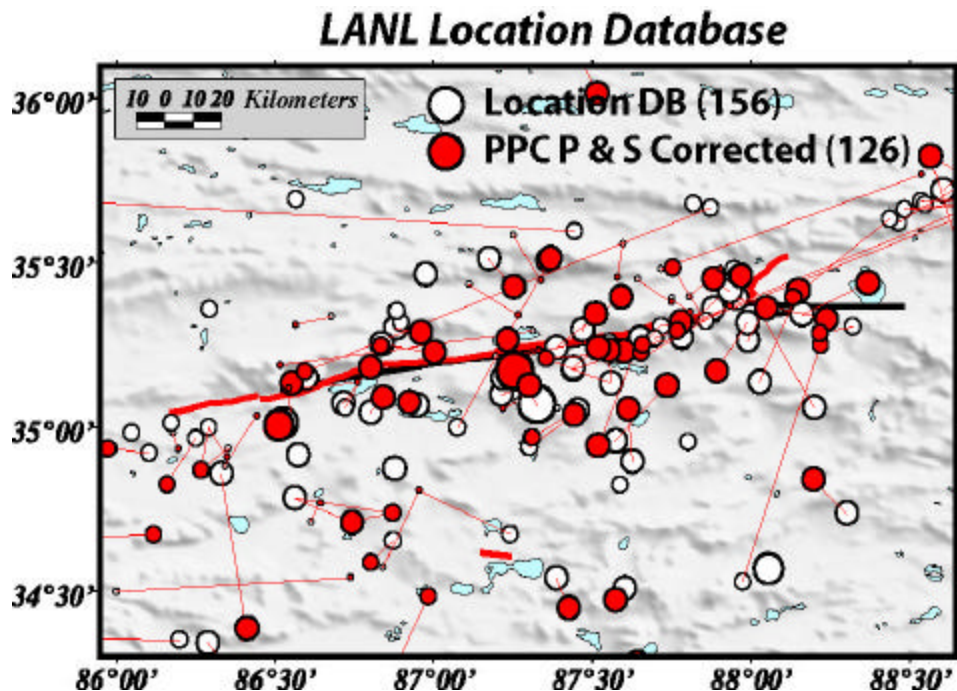 LANL Location Database
10 0 10 20 Kilometers
Location DB (156)
PPC P & S Corrected (126)
36°00'
35°30'
35°00'
34°30'
86°00' 86°30' 87°00' 87°30' 88°00' 88°30'